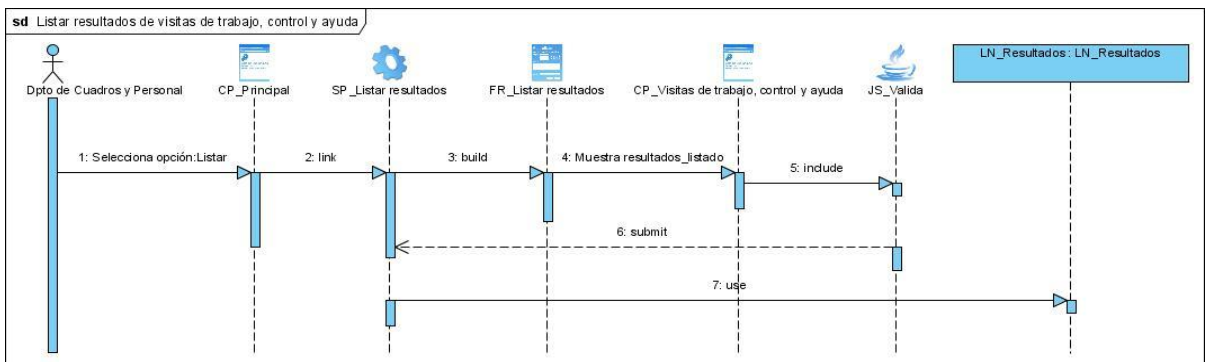 sd Listar resultados de visitas de trabajo, control y ayuda
LN_Resultados : LN_Resultados
Dpto de Cuadros y Personal
CP_Principal
SP_Listar resultados
FR_Listar resultados
CP_Visitas de trabajo, control y ayuda
JS_Valida
1: Selecciona opción:Listar
2: link
3: build
4: Muestra resultados_listado
5: include
6: submit
7: use